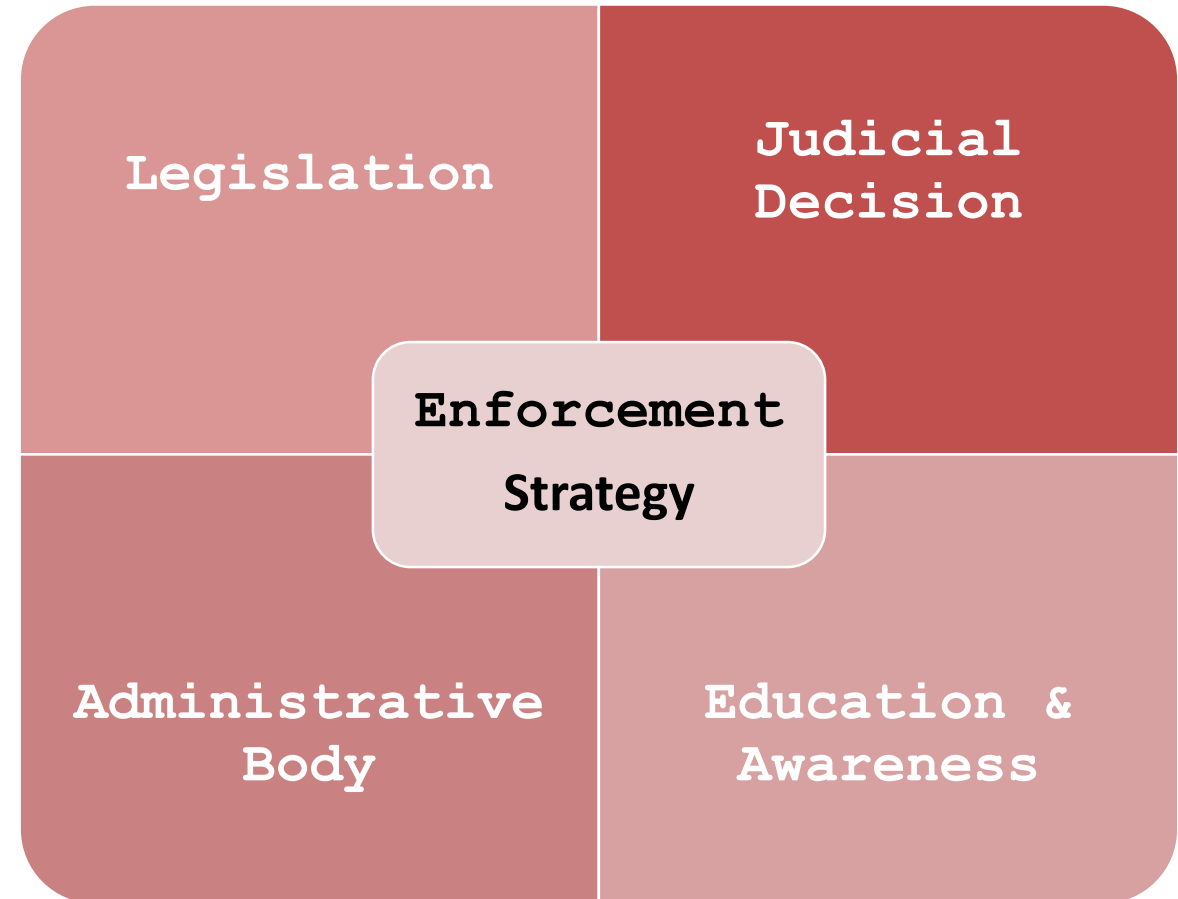 Legislation
Judicial
Decision
Enforcement
Strategy
Administrative
Body
Education &
Awareness